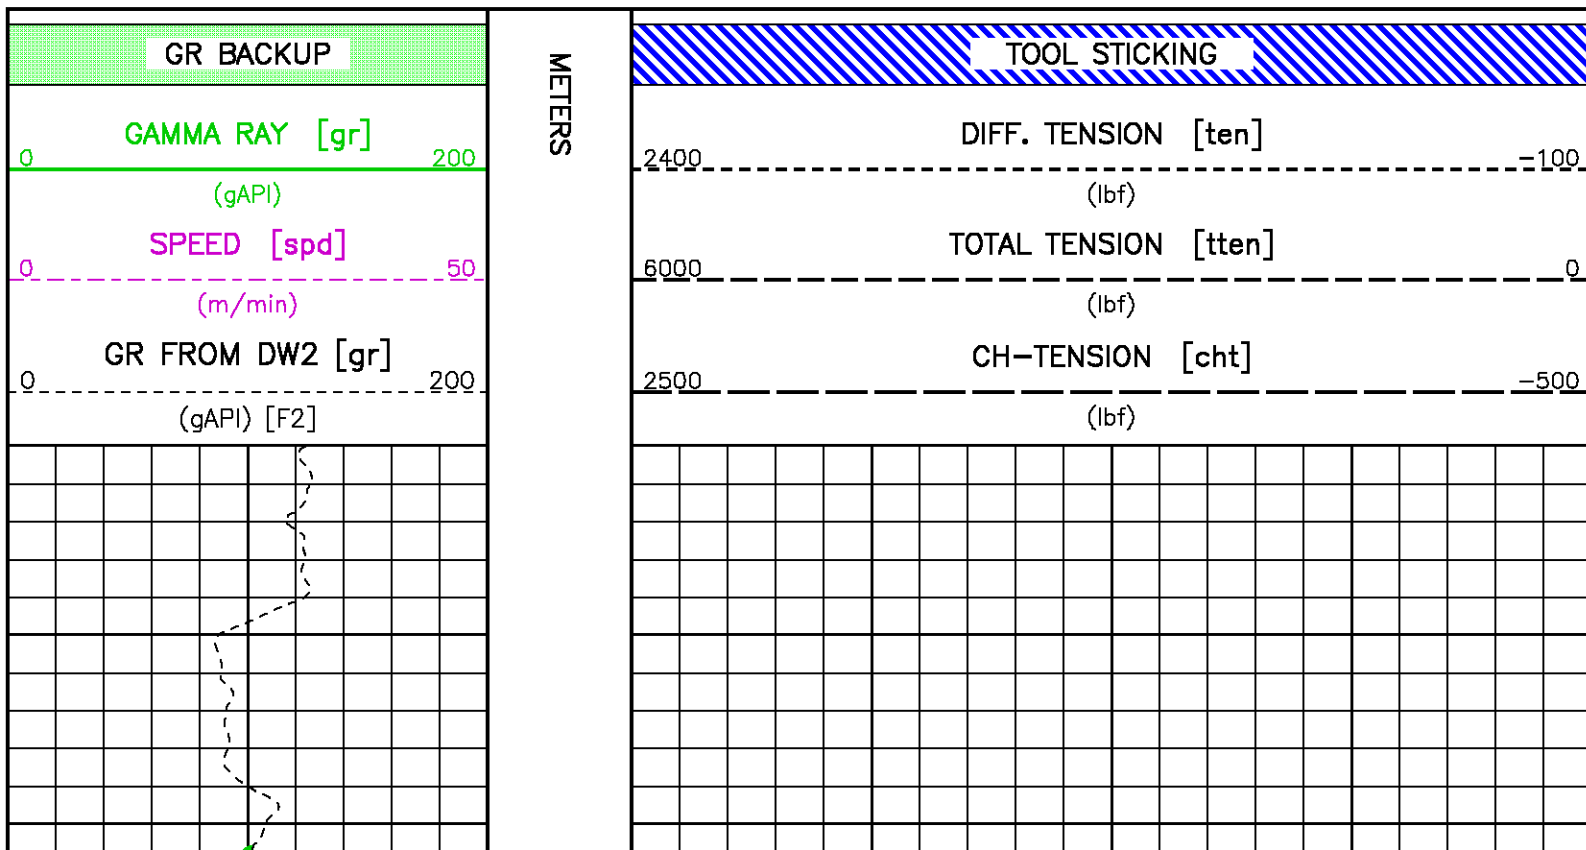 GR BACKUP
GAMMA RAY [gr]
0 200
(gAPI)
SPEED [spd]
0 50
(m/min)
GR FROM DW2 [gr]
0 200
(gAPI) [F2]
METERS
TOOL STICKING
DIFF. TENSION [ten]
2400 -100
(lbf)
TOTAL TENSION [tten]
6000 0
(lbf)
CH-TENSION [cht]
2500 -500
(lbf)